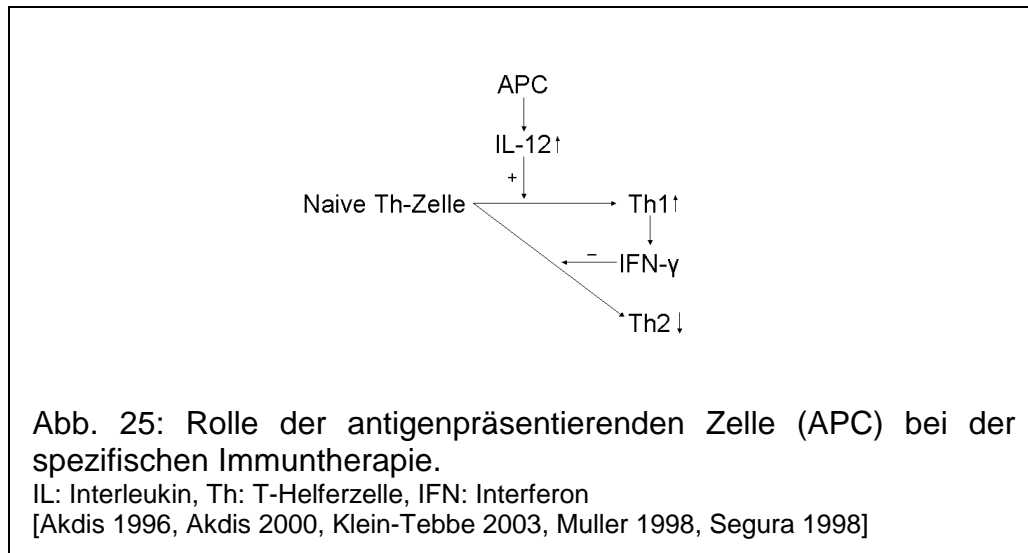 APC
IL-12↑
+
Naive Th-Zelle Th1↑
– IFN-γ
Th2↓
Abb. 25: Rolle der antigenpräsentierenden Zelle (APC) bei der
spezifischen Immuntherapie.
IL: Interleukin, Th: T-Helferzelle, IFN: Interferon
[Akdis 1996, Akdis 2000, Klein-Tebbe 2003, Muller 1998, Segura 1998]